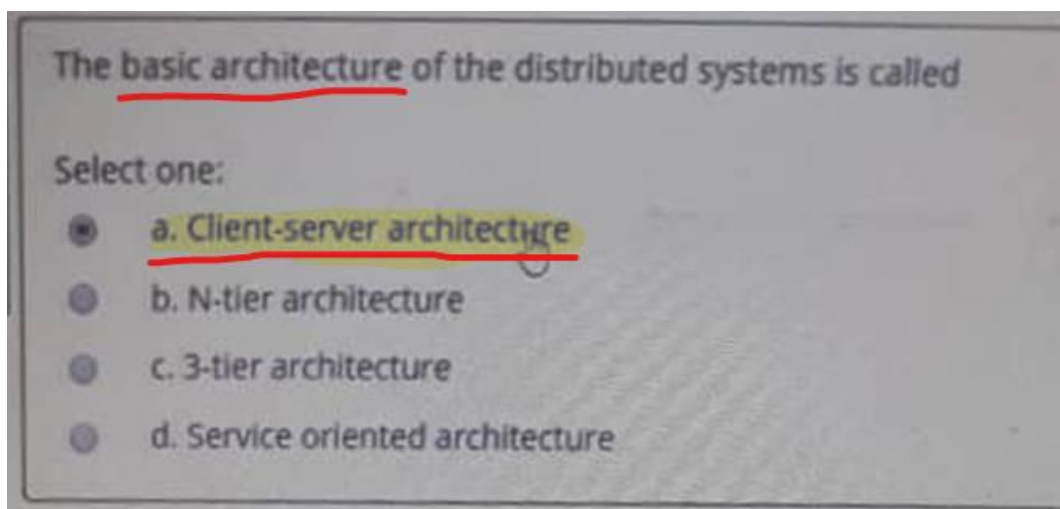 The basic architecture of the distributed systems is called
Select one:
a. Client-server architecture
b. N-tier architecture
c. 3-tier architecture
d. Service oriented architecture